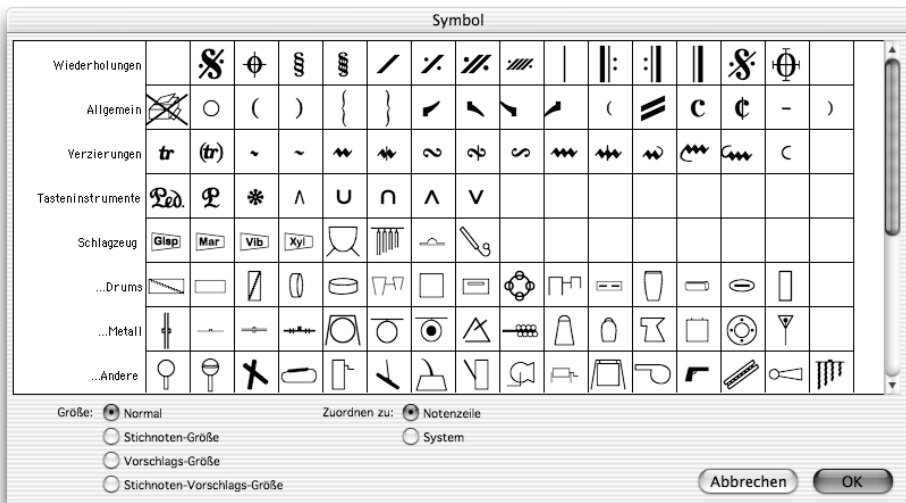 Symbol
Wiederholungen
Allgemein
Verzierungen tr (tr)
Tasteninstrumente Ped. P
Schlagzeug Glsp Mar Vib Xyl
...Drums
...Metall
...Andere
Größe: Normal Zuordnen zu: Notenzeile
Stichnoten-Größe System
Vorschlags-Größe
Stichnoten-Vorschlags-Größe
Abbrechen OK